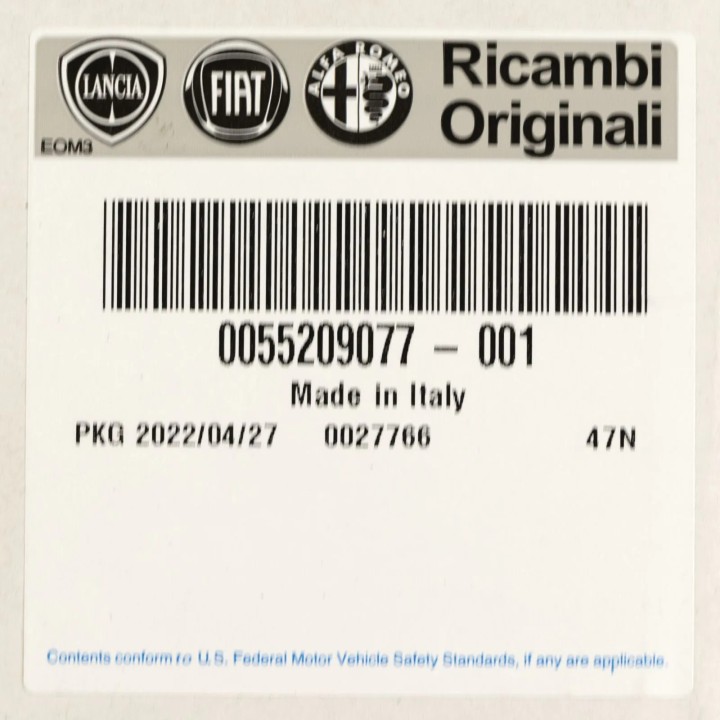 LANCIA FIAT ALFA ROMEO
Ricambi
Originali
EOM3
0055209077 - 001
Made in Italy
PKG 2022/04/27 0027766 47N
Contents conform to U.S. Federal Motor Vehicle Safety Standards, if any are applicable.